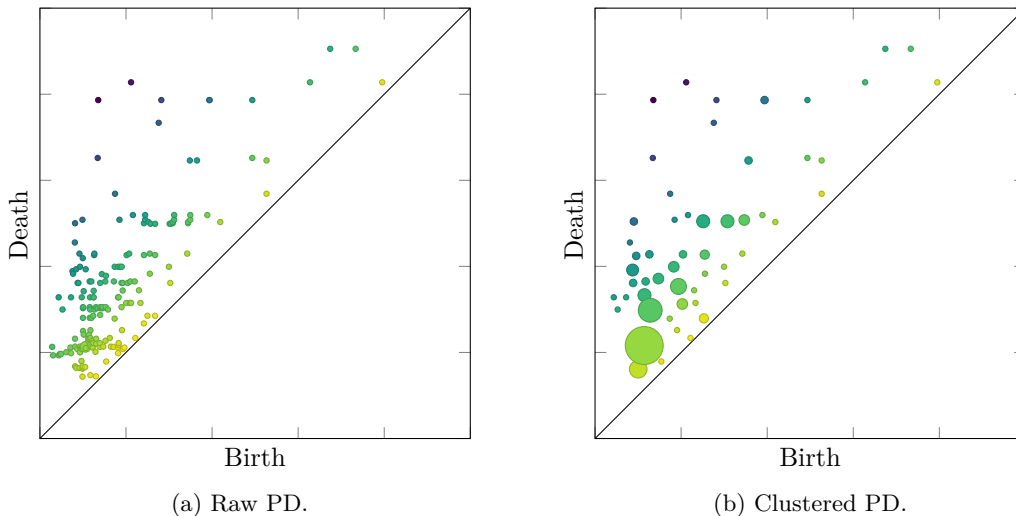 Death
Birth
(a) Raw PD.
Death
Birth
(b) Clustered PD.